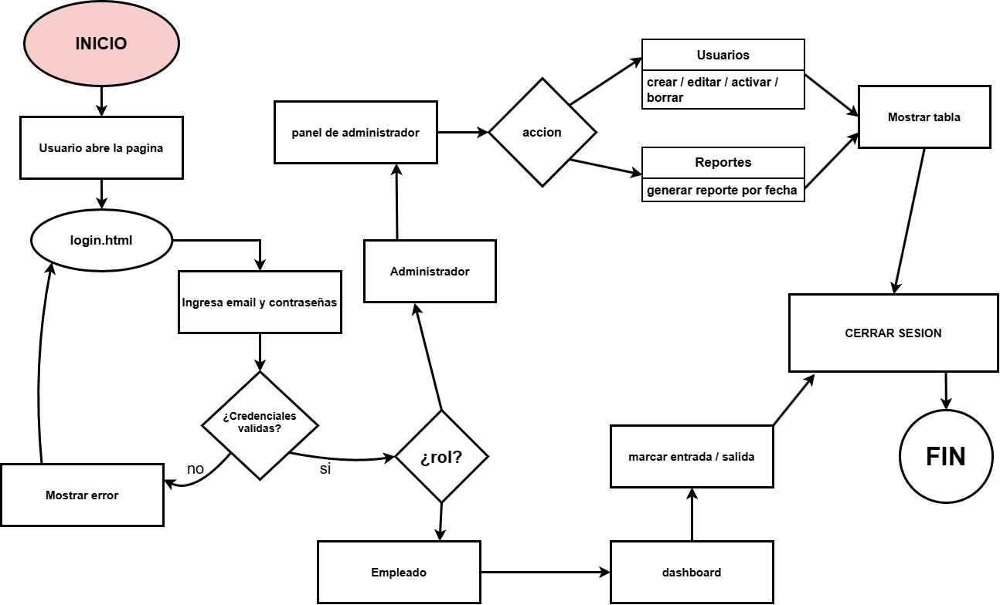 INICIO
Usuario abre la pagina
login.html
Ingresa email y contraseñas
¿Credenciales
validas?
no
si
Mostrar error
¿rol?
Administrador
panel de administrador
accion
Usuarios
crear / editar / activar /
borrar
Reportes
generar reporte por fecha
Mostrar tabla
Empleado
dashboard
marcar entrada / salida
CERRAR SESION
FIN